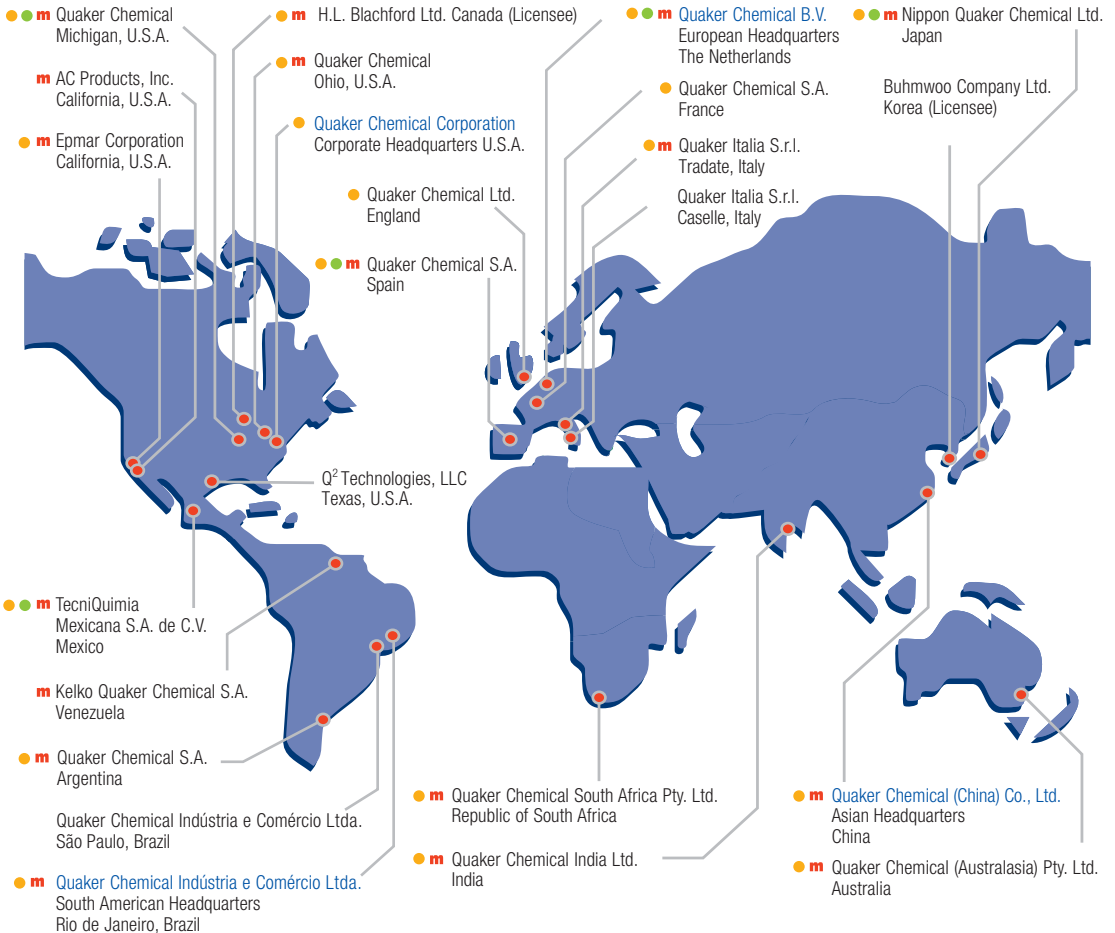 m Quaker Chemical
Michigan, U.S.A.
m AC Products, Inc.
California, U.S.A.
m Epmar Corporation
California, U.S.A.
m H.L. Blachford Ltd. Canada (Licensee)
m Quaker Chemical
Ohio, U.S.A.
Quaker Chemical Corporation
Corporate Headquarters U.S.A.
Quaker Chemical Ltd.
England
m Quaker Chemical S.A.
Spain
m Quaker Chemical B.V.
European Headquarters
The Netherlands
Quaker Chemical S.A.
France
m Quaker Italia S.r.l.
Tradate, Italy
Quaker Italia S.r.l.
Caselle, Italy
m Nippon Quaker Chemical Ltd.
Japan
Buhmwoo Company Ltd.
Korea (Licensee)
Q² Technologies, LLC
Texas, U.S.A.
m TecniQuimia
Mexicana S.A. de C.V.
Mexico
m Kelko Quaker Chemical S.A.
Venezuela
m Quaker Chemical S.A.
Argentina
Quaker Chemical Indústria e Comércio Ltda.
São Paulo, Brazil
m Quaker Chemical Indústria e Comércio Ltda.
South American Headquarters
Rio de Janeiro, Brazil
m Quaker Chemical South Africa Pty. Ltd.
Republic of South Africa
m Quaker Chemical India Ltd.
India
m Quaker Chemical (China) Co., Ltd.
Asian Headquarters
China
m Quaker Chemical (Australasia) Pty. Ltd.
Australia